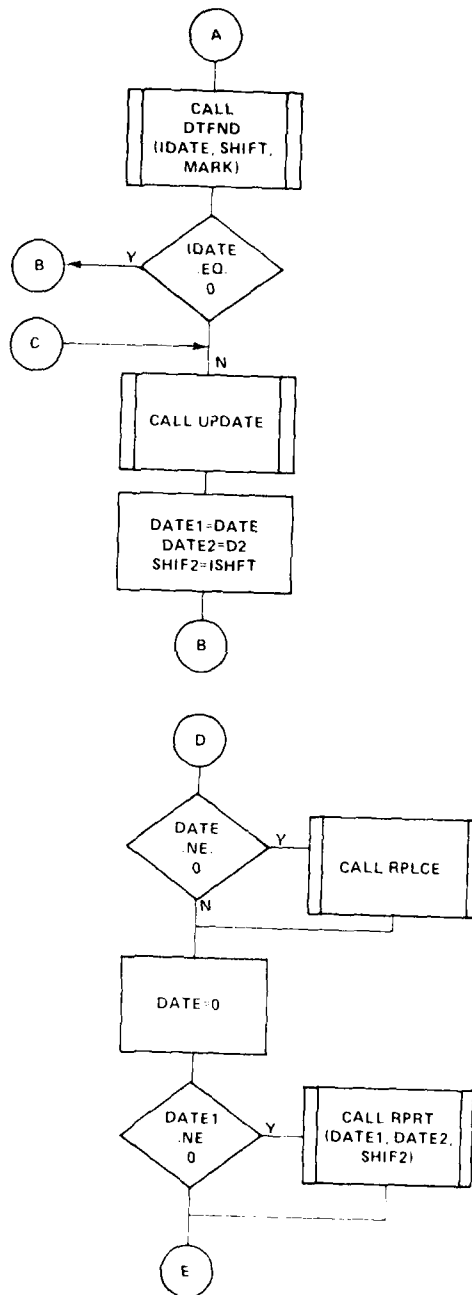 A
CALL
DTFND
(IDATE, SHIFT,
MARK)
IDATE
.EQ.
0
Y
B
C
N
CALL UPDATE
DATE1=DATE
DATE2=D2
SHIF2=ISHFT
B
D
DATE
.NE.
0
Y
CALL RPLCE
N
DATE=0
DATE1
.NE
0
Y
CALL RPRT
(DATE1, DATE2,
SHIF2)
E